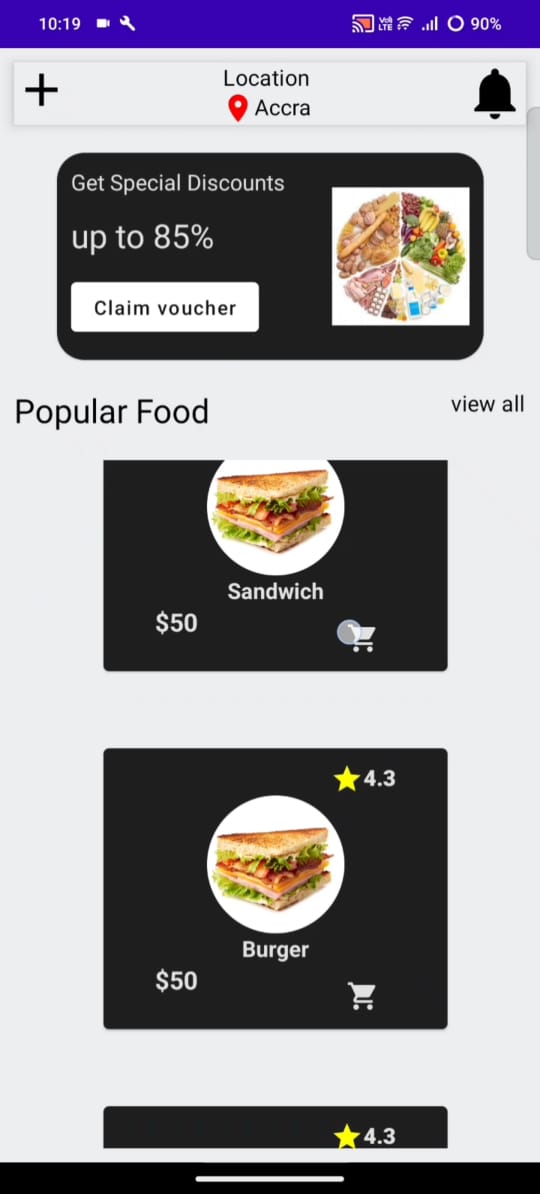 10:19 Vo) LTE 90%
Location
Accra
Get Special Discounts
up to 85%
Claim voucher
Popular Food
view all
Sandwich
$50
4.3
Burger
$50
4.3